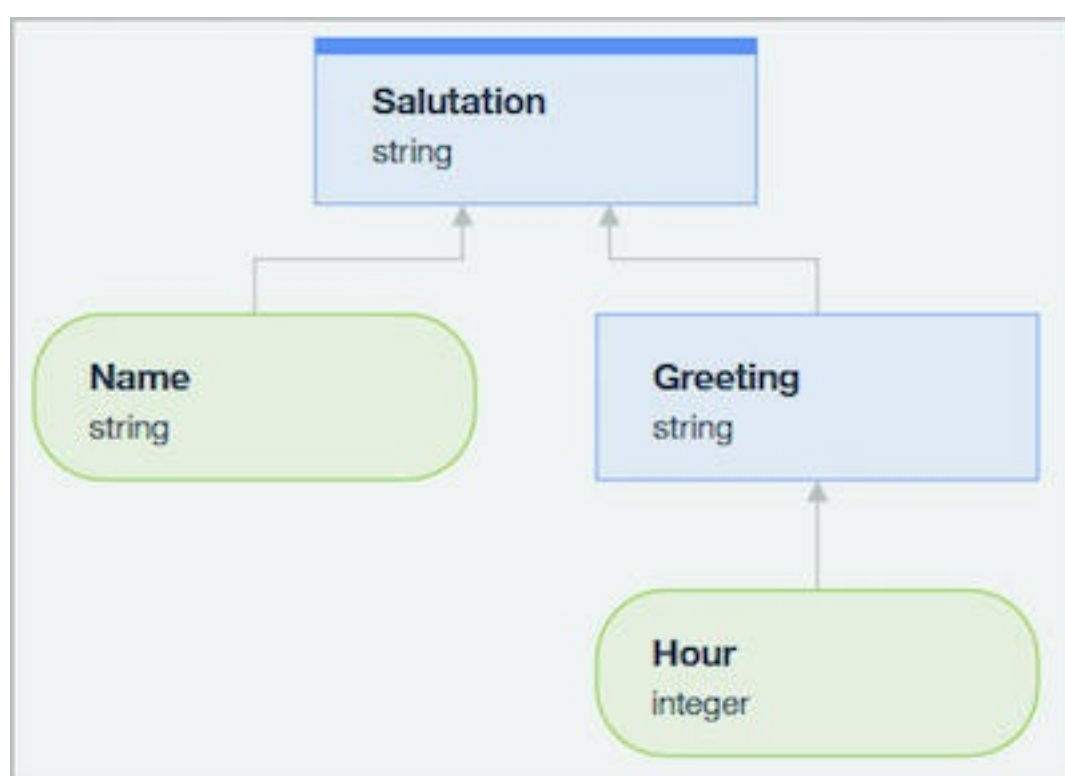 Salutation
string
Name
string
Greeting
string
Hour
integer